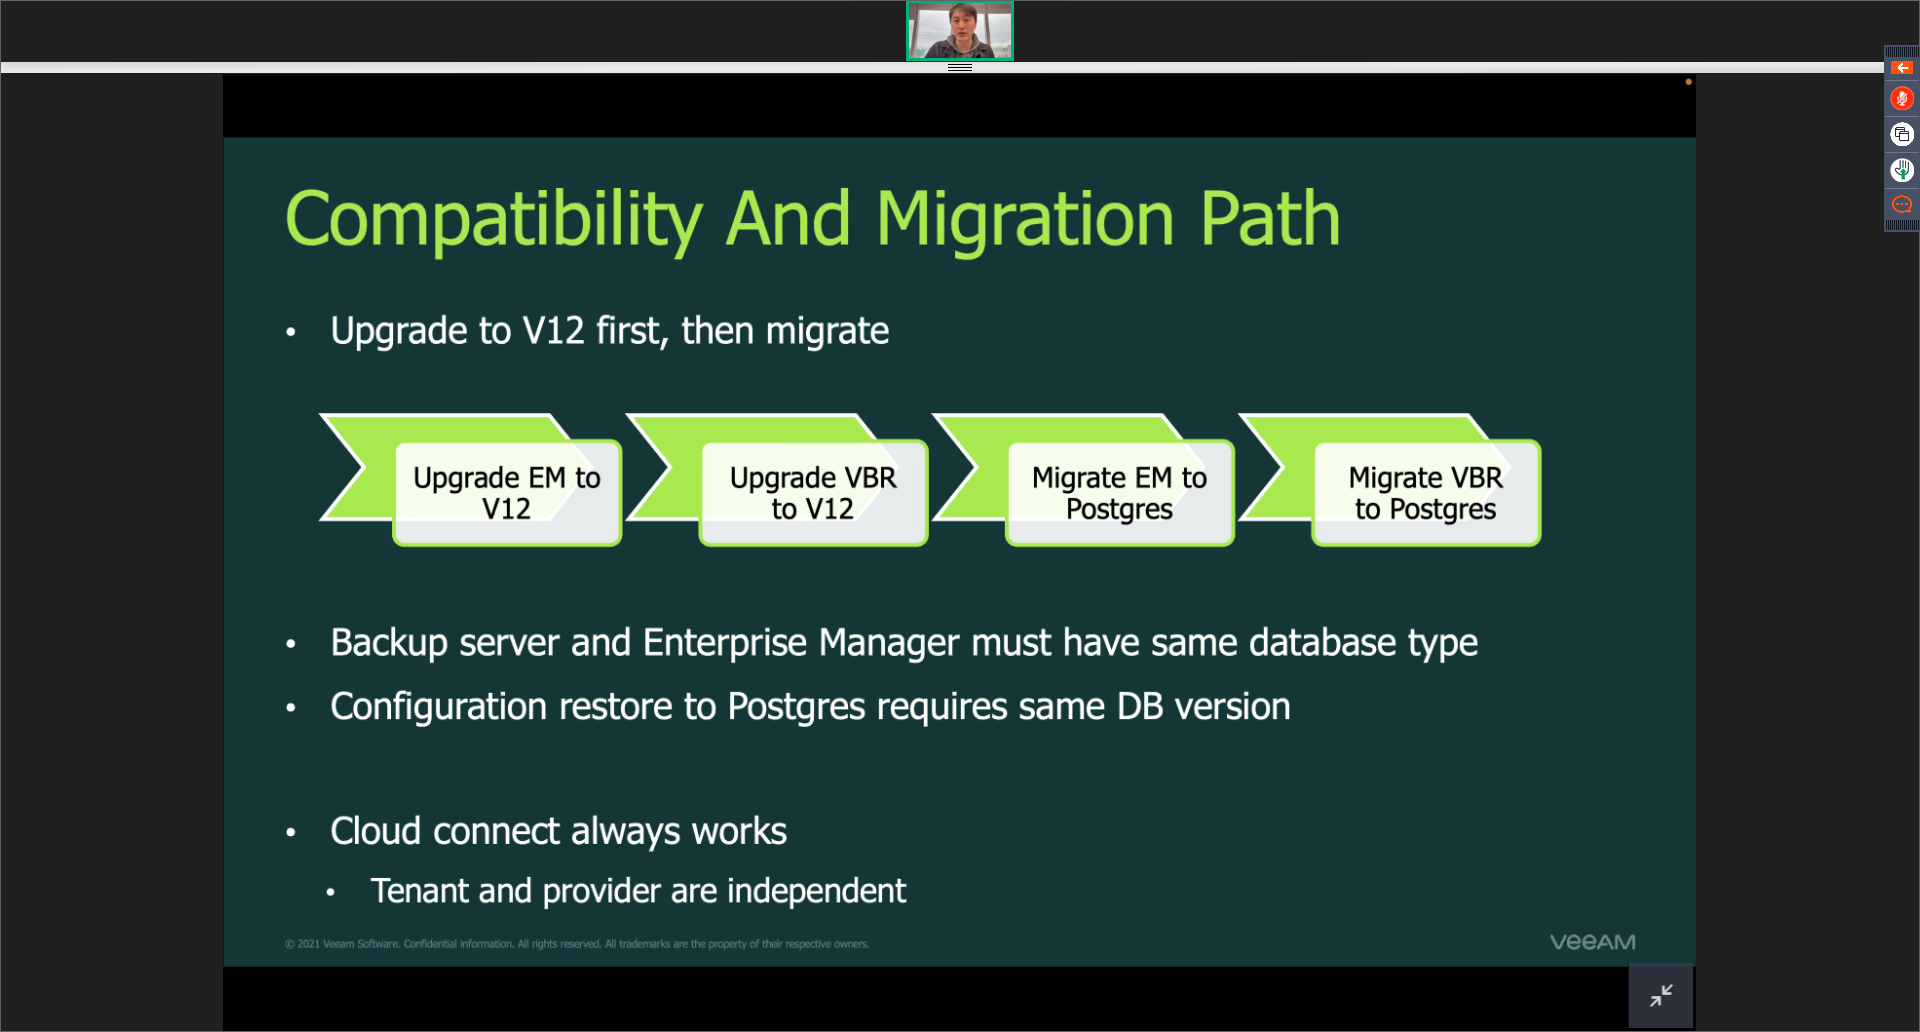 Compatibility And Migration Path
• Upgrade to V12 first, then migrate
Upgrade EM to
V12
Upgrade VBR
to V12
Migrate EM to
Postgres
Migrate VBR
to Postgres
• Backup server and Enterprise Manager must have same database type
• Configuration restore to Postgres requires same DB version
• Cloud connect always works
• Tenant and provider are independent
© 2021 Veeam Software. Confidential information. All rights reserved. All trademarks are the property of their respective owners.
VEEAM